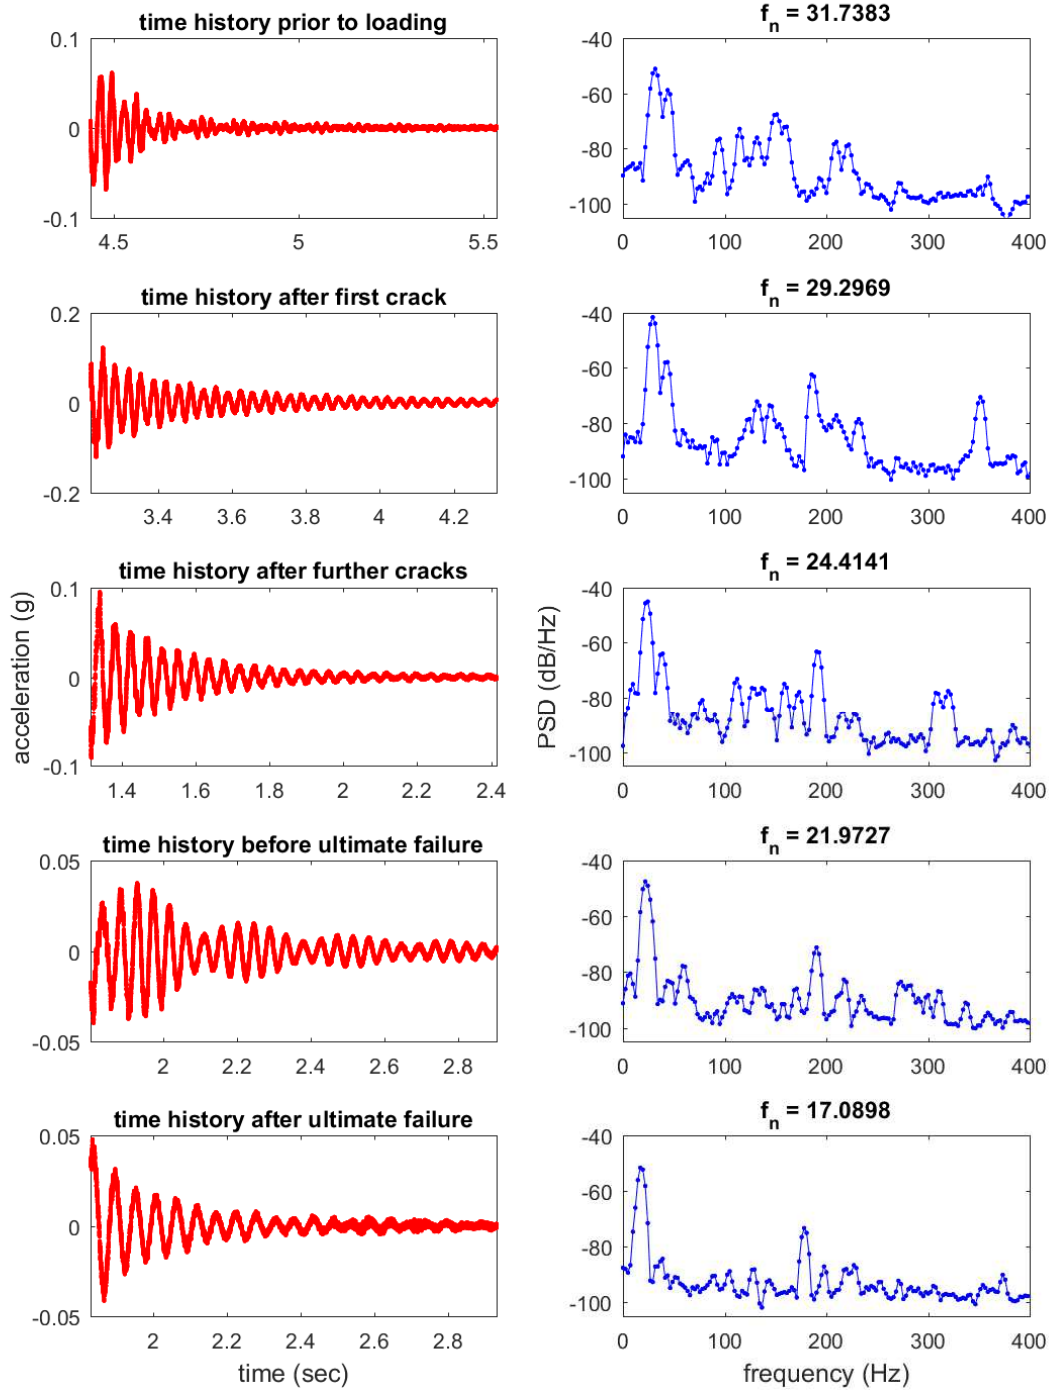 time history prior to loading
0.1
0
-0.1
4.5 5 5.5
f_n = 31.7383
-40
-60
-80
-100
0 100 200 300 400
time history after first crack
0.2
0
-0.2
3.4 3.6 3.8 4 4.2
f_n = 29.2969
-40
-60
-80
-100
0 100 200 300 400
time history after further cracks
0.1
0
-0.1
1.4 1.6 1.8 2 2.2 2.4
acceleration (g)
f_n = 24.4141
-40
-60
-80
-100
0 100 200 300 400
PSD (dB/Hz)
time history before ultimate failure
0.05
0
-0.05
2 2.2 2.4 2.6 2.8
f_n = 21.9727
-40
-60
-80
-100
0 100 200 300 400
time history after ultimate failure
0.05
0
-0.05
2 2.2 2.4 2.6 2.8
time (sec)
f_n = 17.0898
-40
-60
-80
-100
0 100 200 300 400
frequency (Hz)